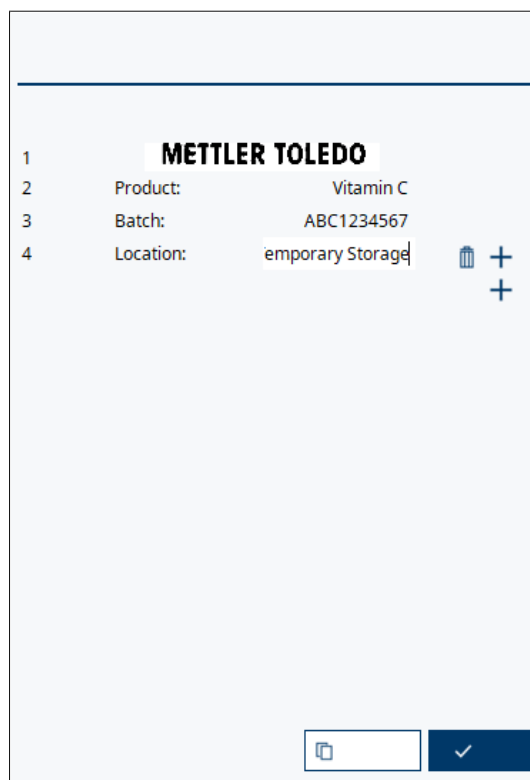 1 METTLER TOLEDO
2 Product: Vitamin C
3 Batch: ABC1234567
4 Location: emporary Storage